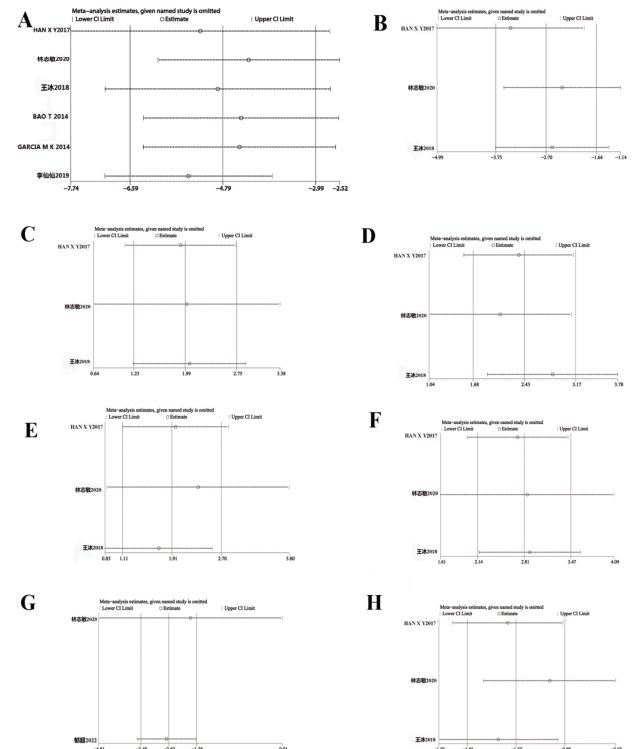 A
Meta-analysis estimates, given named study is omitted
| Lower CI Limit ○ Estimate | Upper CI Limit
HAN X Y2017
林志敏2020
王冰2018
BAO T 2014
GARCIA M K 2014
李仙仙2019
-7.74 -6.59 -4.79 -2.99 -2.52
B
Meta-analysis estimates, given named study is omitted
| Lower CI Limit ○ Estimate | Upper CI Limit
HAN X Y2017
林志敏2020
王冰2018
-4.99 -3.75 -2.70 -1.64 -1.14
C
Meta-analysis estimates, given named study is omitted
| Lower CI Limit ○ Estimate | Upper CI Limit
HAN X Y2017
林志敏2020
王冰2018
0.64 1.23 1.99 2.75 3.38
D
Meta-analysis estimates, given named study is omitted
| Lower CI Limit ○ Estimate | Upper CI Limit
HAN X Y2017
林志敏2020
王冰2018
1.04 1.68 2.43 3.17 3.78
E
Meta-analysis estimates, given named study is omitted
| Lower CI Limit ○ Estimate | Upper CI Limit
HAN X Y2017
林志敏2020
王冰2018
0.83 1.11 1.91 2.70 3.80
F
Meta-analysis estimates, given named study is omitted
| Lower CI Limit ○ Estimate | Upper CI Limit
HAN X Y2017
林志敏2020
王冰2018
1.61 2.14 2.81 3.47 4.09
G
Meta-analysis estimates, given named study is omitted
| Lower CI Limit ○ Estimate | Upper CI Limit
林志敏2020
郁超2022
H
Meta-analysis estimates, given named study is omitted
| Lower CI Limit ○ Estimate | Upper CI Limit
HAN X Y2017
林志敏2020
王冰2018